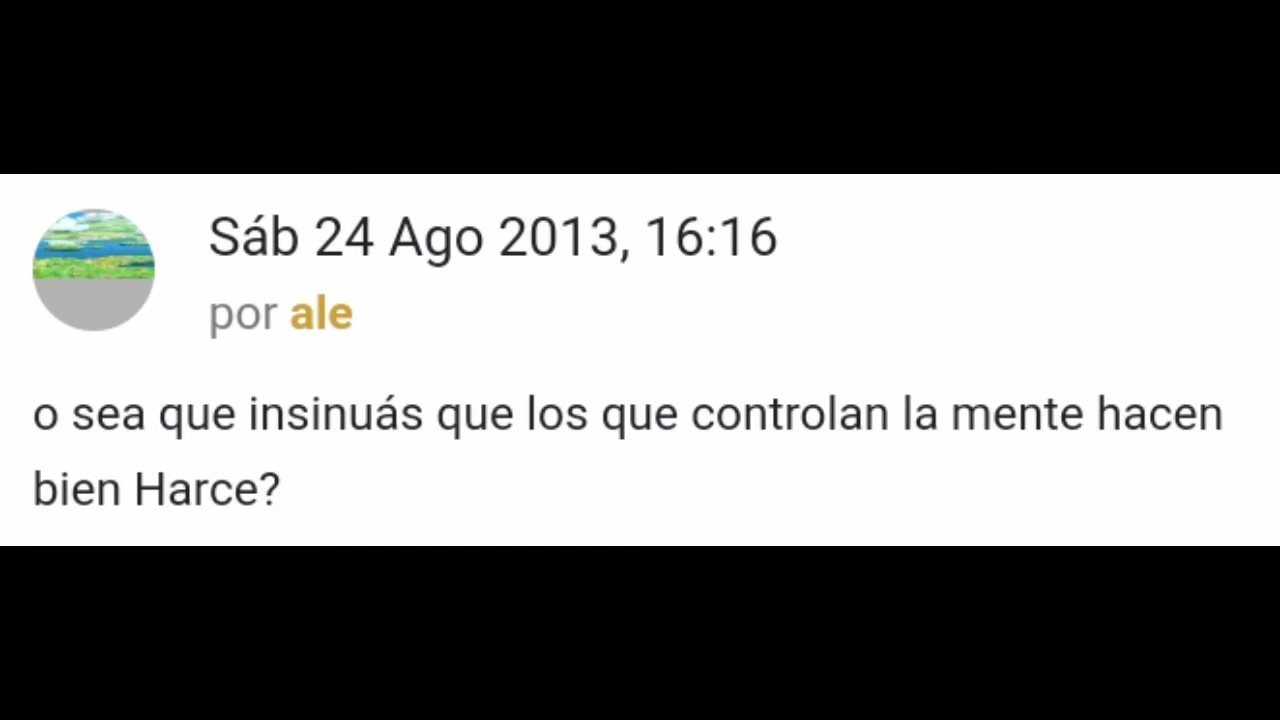 Sáb 24 Ago 2013, 16:16
por ale
o sea que insinuás que los que controlan la mente hacen
bien Harce?